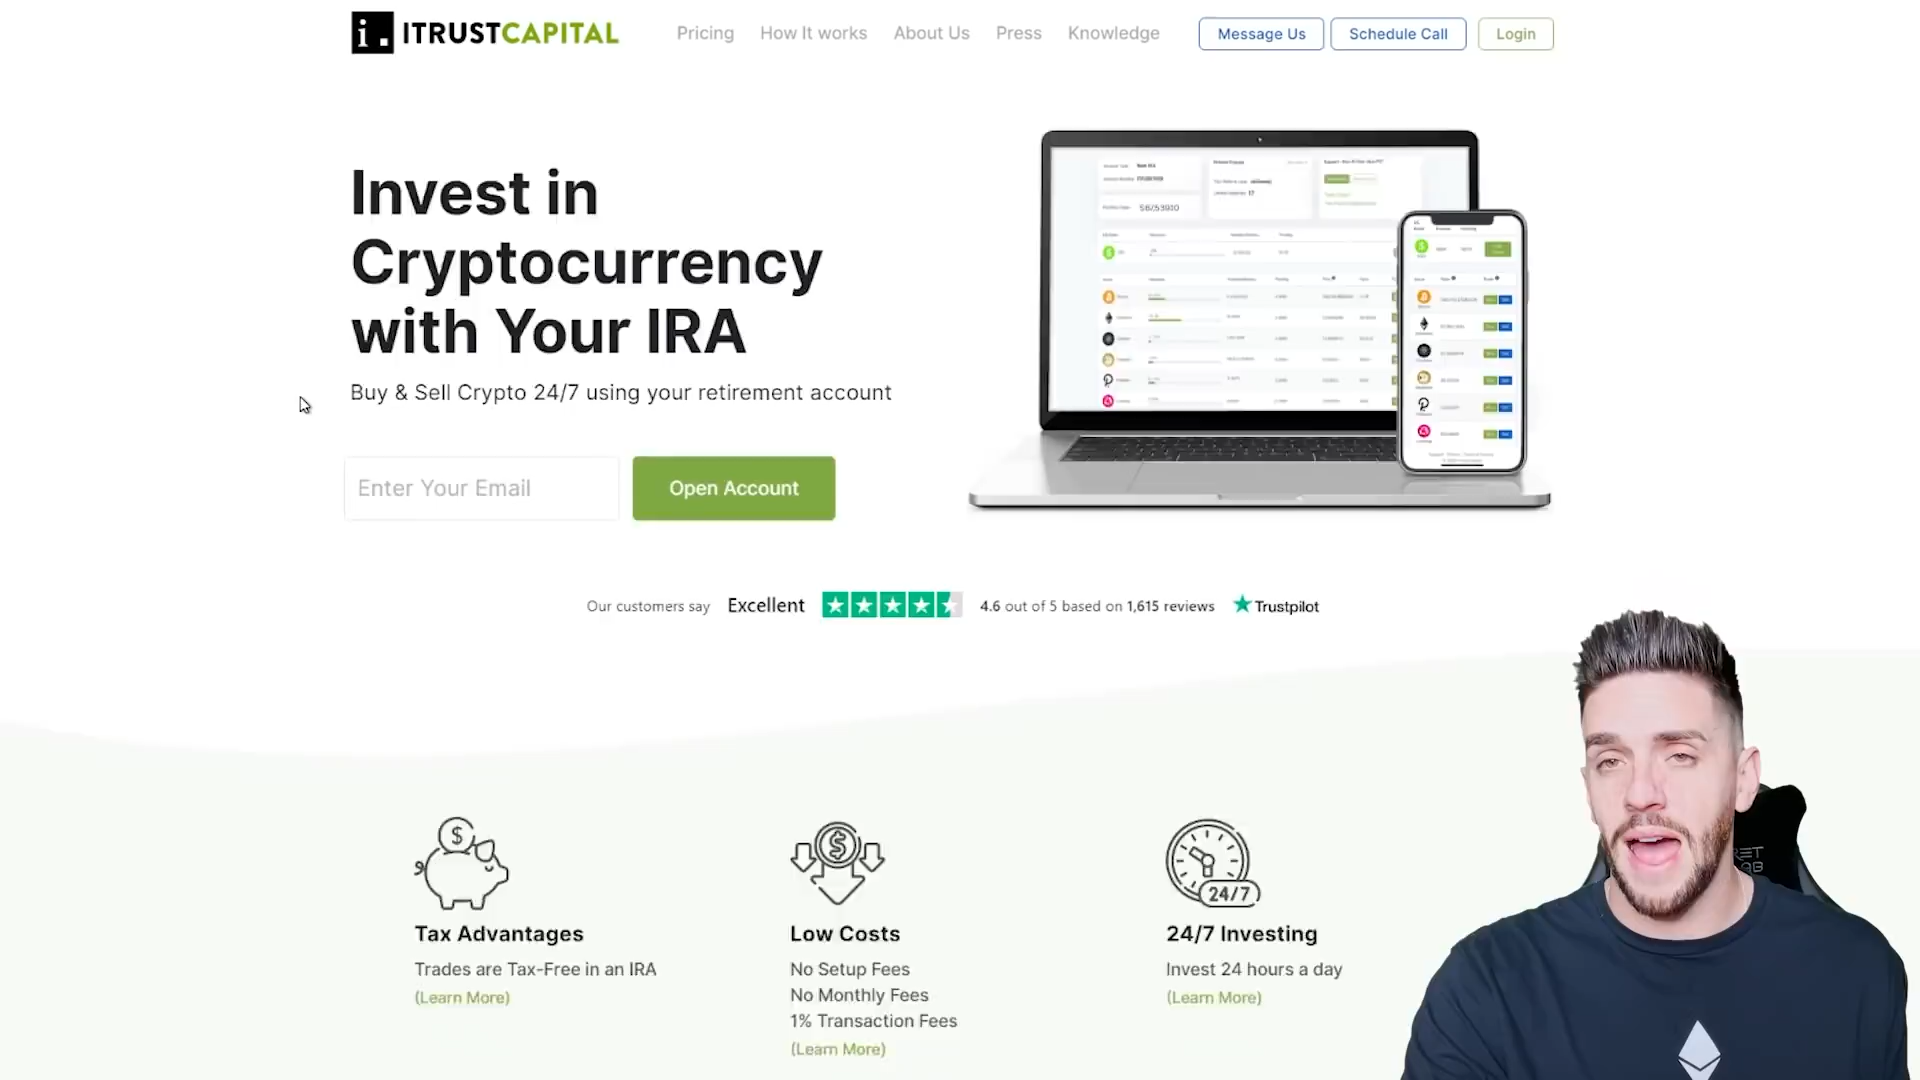 i. ITRUSTCAPITAL
Pricing How It works About Us Press Knowledge Message Us Schedule Call Login
Invest in
Cryptocurrency
with Your IRA
Buy & Sell Crypto 24/7 using your retirement account
Enter Your Email Open Account
Our customers say Excellent 4.6 out of 5 based on 1,615 reviews Trustpilot
24/7
Tax Advantages
Trades are Tax-Free in an IRA
(Learn More)
Low Costs
No Setup Fees
No Monthly Fees
1% Transaction Fees
(Learn More)
24/7 Investing
Invest 24 hours a day
(Learn More)